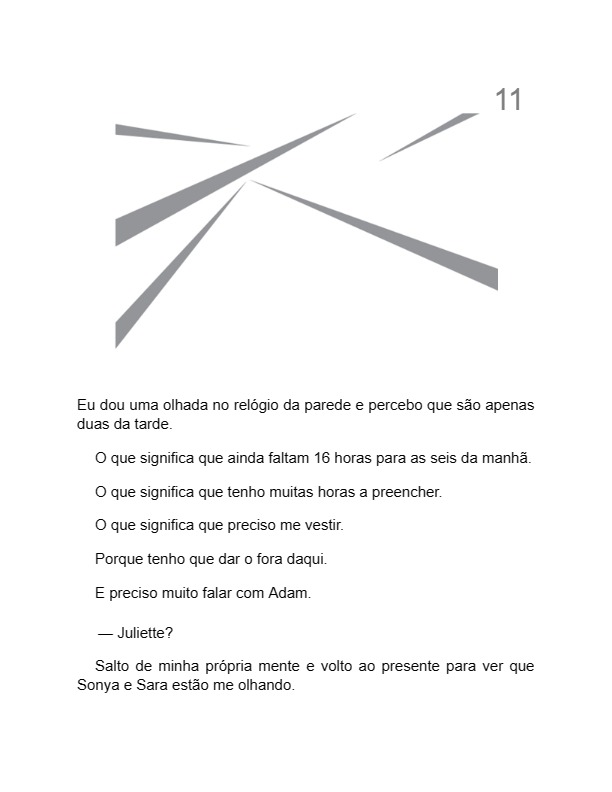 11
Eu dou uma olhada no relógio da parede e percebo que são apenas
duas da tarde.
O que significa que ainda faltam 16 horas para as seis da manhã.
O que significa que tenho muitas horas a preencher.
O que significa que preciso me vestir.
Porque tenho que dar o fora daqui.
E preciso muito falar com Adam.
— Juliette?
Salto de minha própria mente e volto ao presente para ver que
Sonya e Sara estão me olhando.